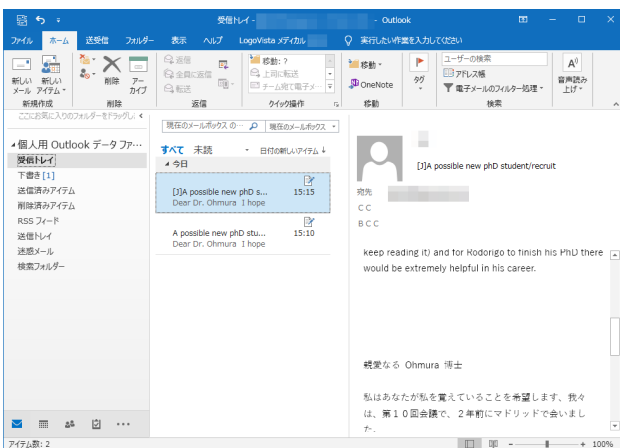 受信トレイ - - Outlook
ファイル ホーム 送受信 フォルダー 表示 ヘルプ LogoVista メディカル 実行したい作業を入力してください
新しい メール
新しい アイテム
削除
アー カイブ
返信
全員に返信
転送
移動: ?
上司に転送
チーム宛て電子メ…
移動
OneNote
タグ
ユーザーの検索
アドレス帳
電子メールのフィルター処理
音声読み 上げ
新規作成 削除 返信 クイック操作 移動 検索
ここにお気に入りのフォルダーをドラッグし
個人用 Outlook データ ファ…
受信トレイ
下書き [1]
送信済みアイテム
削除済みアイテム
RSS フィード
送信トレイ
迷惑メール
検索フォルダー
現在のメールボックス の… 現在のメールボックス
すべて 未読 日付の新しいアイテム ↓
今日
[J]A possible new phD s... 15:15
Dear Dr. Ohmura I hope
A possible new phD stu... 15:10
Dear Dr. Ohmura I hope
[J]A possible new phD student/recruit
宛先
CC
BCC
keep reading it) and for Rodorigo to finish his PhD there
would be extremely helpful in his career.
親愛なる Ohmura 博士
私はあなたが私を覚えていることを希望します、我々
は、第１０回会議で、２年前にマドリッドで会いまし
た.
アイテム数: 2
100%